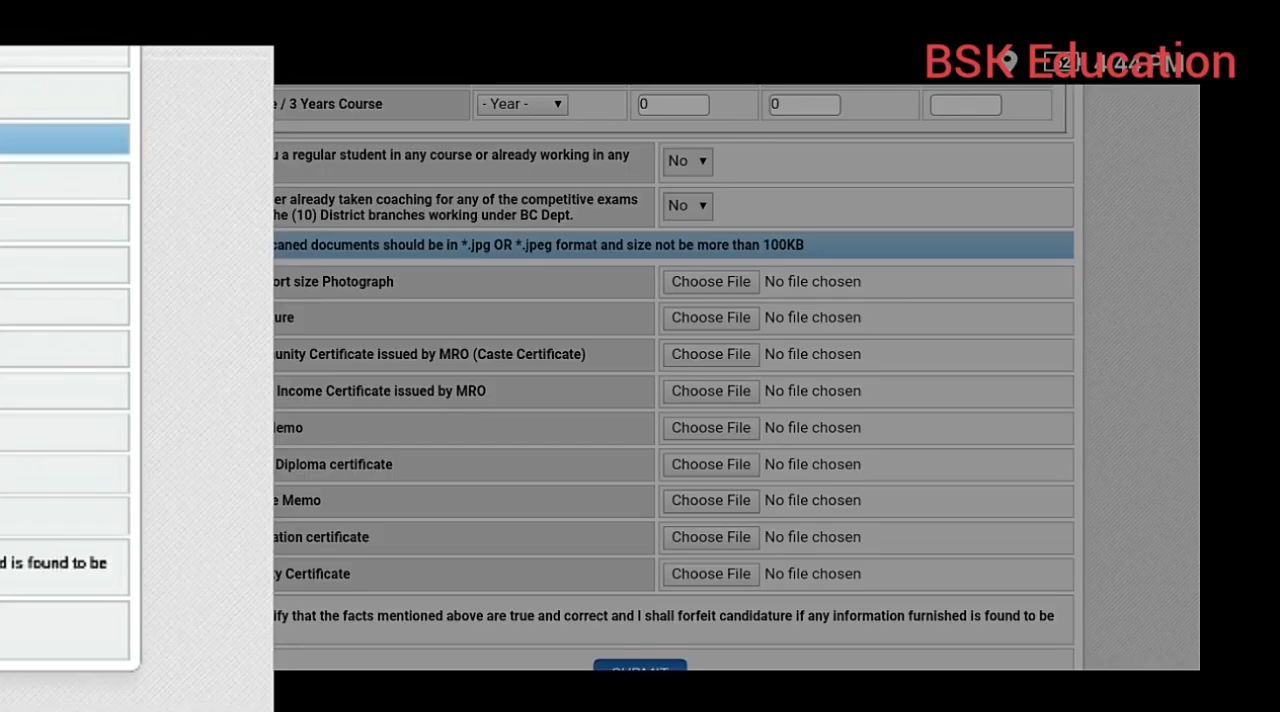 BSK Education
4:44 PM
e / 3 Years Course - Year - 0 0
u a regular student in any course or already working in any
No
er already taken coaching for any of the competitive exams
he (10) District branches working under BC Dept.
No
caned documents should be in *.jpg OR *.jpeg format and size not be more than 100KB
ort size Photograph Choose File No file chosen
ure Choose File No file chosen
unity Certificate issued by MRO (Caste Certificate) Choose File No file chosen
Income Certificate issued by MRO Choose File No file chosen
emo Choose File No file chosen
Diploma certificate Choose File No file chosen
e Memo Choose File No file chosen
ation certificate Choose File No file chosen
y Certificate Choose File No file chosen
d is found to be
ify that the facts mentioned above are true and correct and I shall forfeit candidature if any information furnished is found to be
SUBMIT